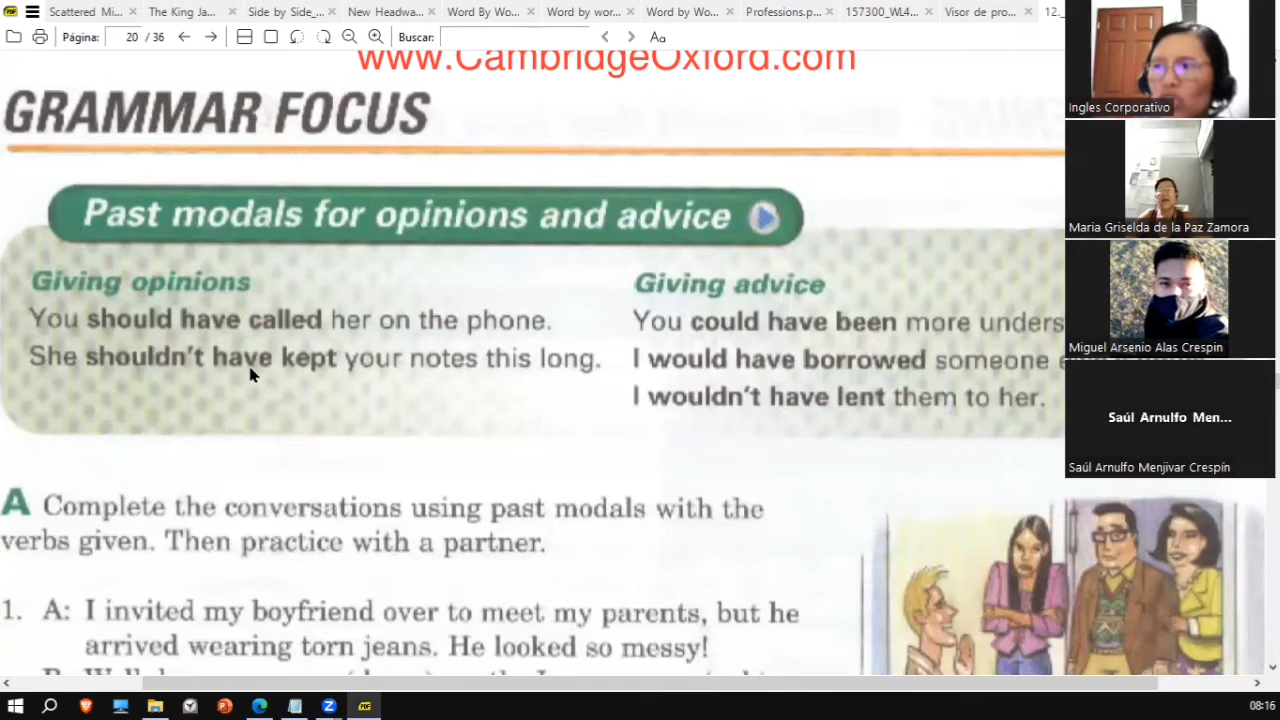 Scattered Mi...
The King Ja...
Side by Side_...
New Headwa...
Word By Wo...
Word by wor...
Word by Wo...
Professions.p...
157300_WL4...
Visor de pro...
12._
Página:
20 / 36
Buscar:
Aa
www.CambridgeOxford.com
GRAMMAR FOCUS
Past modals for opinions and advice
Giving opinions
You should have called her on the phone.
She shouldn't have kept your notes this long.
Giving advice
You could have been more unders
I would have borrowed someone
I wouldn't have lent them to her.
A Complete the conversations using past modals with the
verbs given. Then practice with a partner.
1. A: I invited my boyfriend over to meet my parents, but he
arrived wearing torn jeans. He looked so messy!
Ingles Corporativo
Maria Griselda de la Paz Zamora
Miguel Arsenio Alas Crespin
Saúl Arnulfo Men...
Saúl Arnulfo Menjivar Crespín
08:16